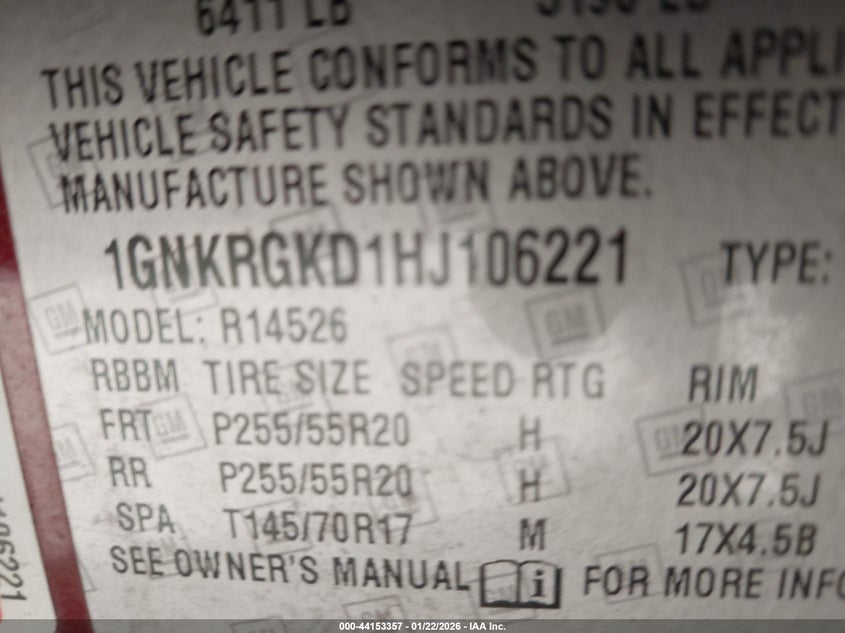 6411 LB
THIS VEHICLE CONFORMS TO ALL
VEHICLE SAFETY STANDARDS IN EFFECT
MANUFACTURE SHOWN ABOVE.
1GNKRGKD1HJ106221 TYPE:
MODEL: R14526
RBBM TIRE SIZE SPEED RTG RIM
FRT P255/55R20 H 20X7.5J
RR P255/55R20 H 20X7.5J
SPA T145/70R17 M 17X4.5B
SEE OWNER'S MANUAL i FOR MORE
GM
000-44153357 - 01/22/2026 - IAA Inc.